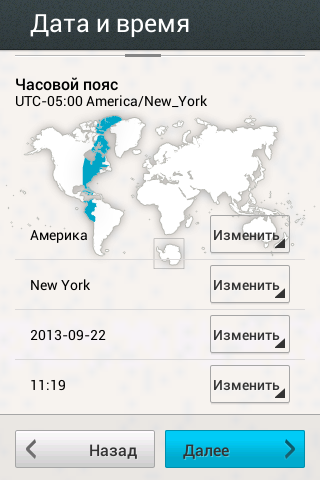 Дата и время
Часовой пояс
UTC-05:00 America/New_York
Америка Изменить
New York Изменить
2013-09-22 Изменить
11:19 Изменить
Назад Далее